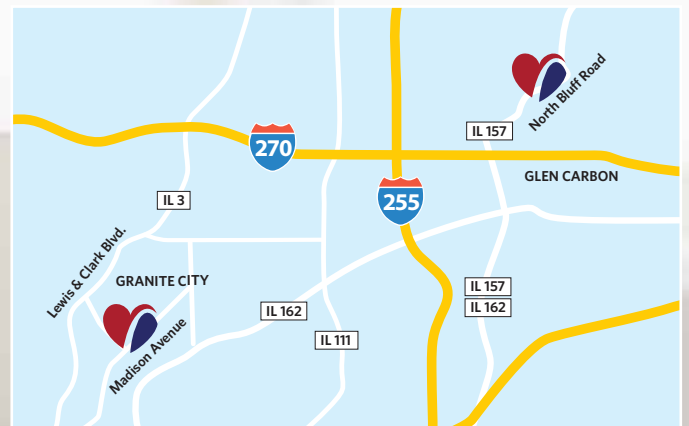 North Bluff Road
IL 157
270
GLEN CARBON
255
IL 3
Lewis & Clark Blvd.
GRANITE CITY
IL 157
IL 162
IL 162
IL 111
Madison Avenue